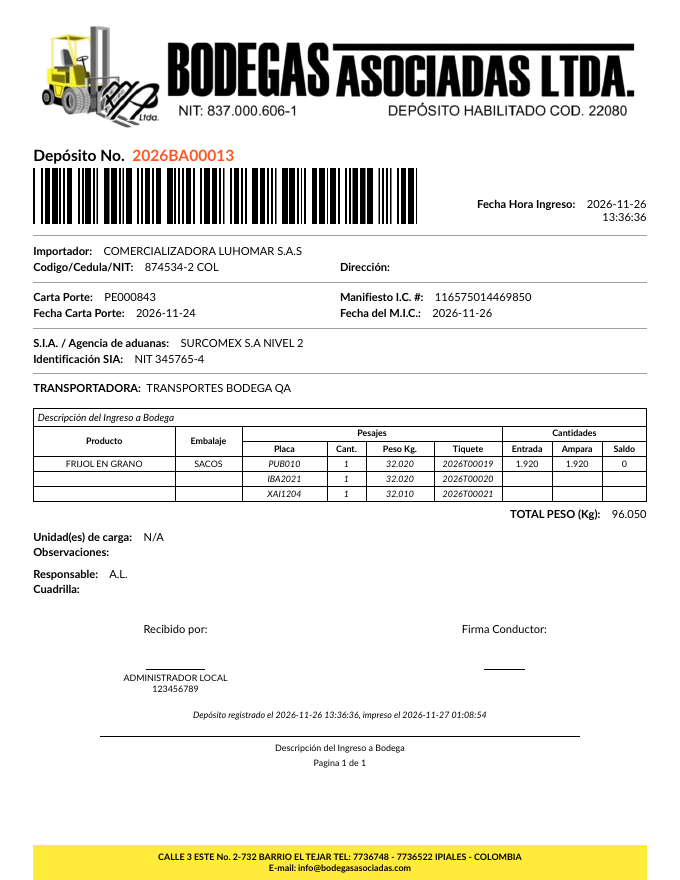 BODEGAS ASOCIADAS LTDA.
Ltda.
NIT: 837.000.606-1 DEPÓSITO HABILITADO COD. 22080
Depósito No. 2026BA00013
Fecha Hora Ingreso: 2026-11-26
13:36:36
Importador: COMERCIALIZADORA LUHOMAR S.A.S
Codigo/Cedula/NIT: 874534-2 COL Dirección:
Carta Porte: PE000843 Manifiesto I.C. #: 116575014469850
Fecha Carta Porte: 2026-11-24 Fecha del M.I.C.: 2026-11-26
S.I.A. / Agencia de aduanas: SURCOMEX S.A NIVEL 2
Identificación SIA: NIT 345765-4
TRANSPORTADORA: TRANSPORTES BODEGA QA
Descripción del Ingreso a Bodega
Producto Embalaje Pesajes Cantidades
Placa Cant. Peso Kg. Tiquete Entrada Ampara Saldo
FRIJOL EN GRANO SACOS PUB010 1 32.020 2026T00019 1.920 1.920 0
IBA2021 1 32.020 2026T00020
XAI1204 1 32.010 2026T00021
TOTAL PESO (Kg): 96.050
Unidad(es) de carga: N/A
Observaciones:
Responsable: A.L.
Cuadrilla:
Recibido por: Firma Conductor:
ADMINISTRADOR LOCAL
123456789
Depósito registrado el 2026-11-26 13:36:36, impreso el 2026-11-27 01:08:54
Descripción del Ingreso a Bodega
Pagina 1 de 1
CALLE 3 ESTE No. 2-732 BARRIO EL TEJAR TEL: 7736748 - 7736522 IPIALES - COLOMBIA
E-mail: info@bodegasasociadas.com